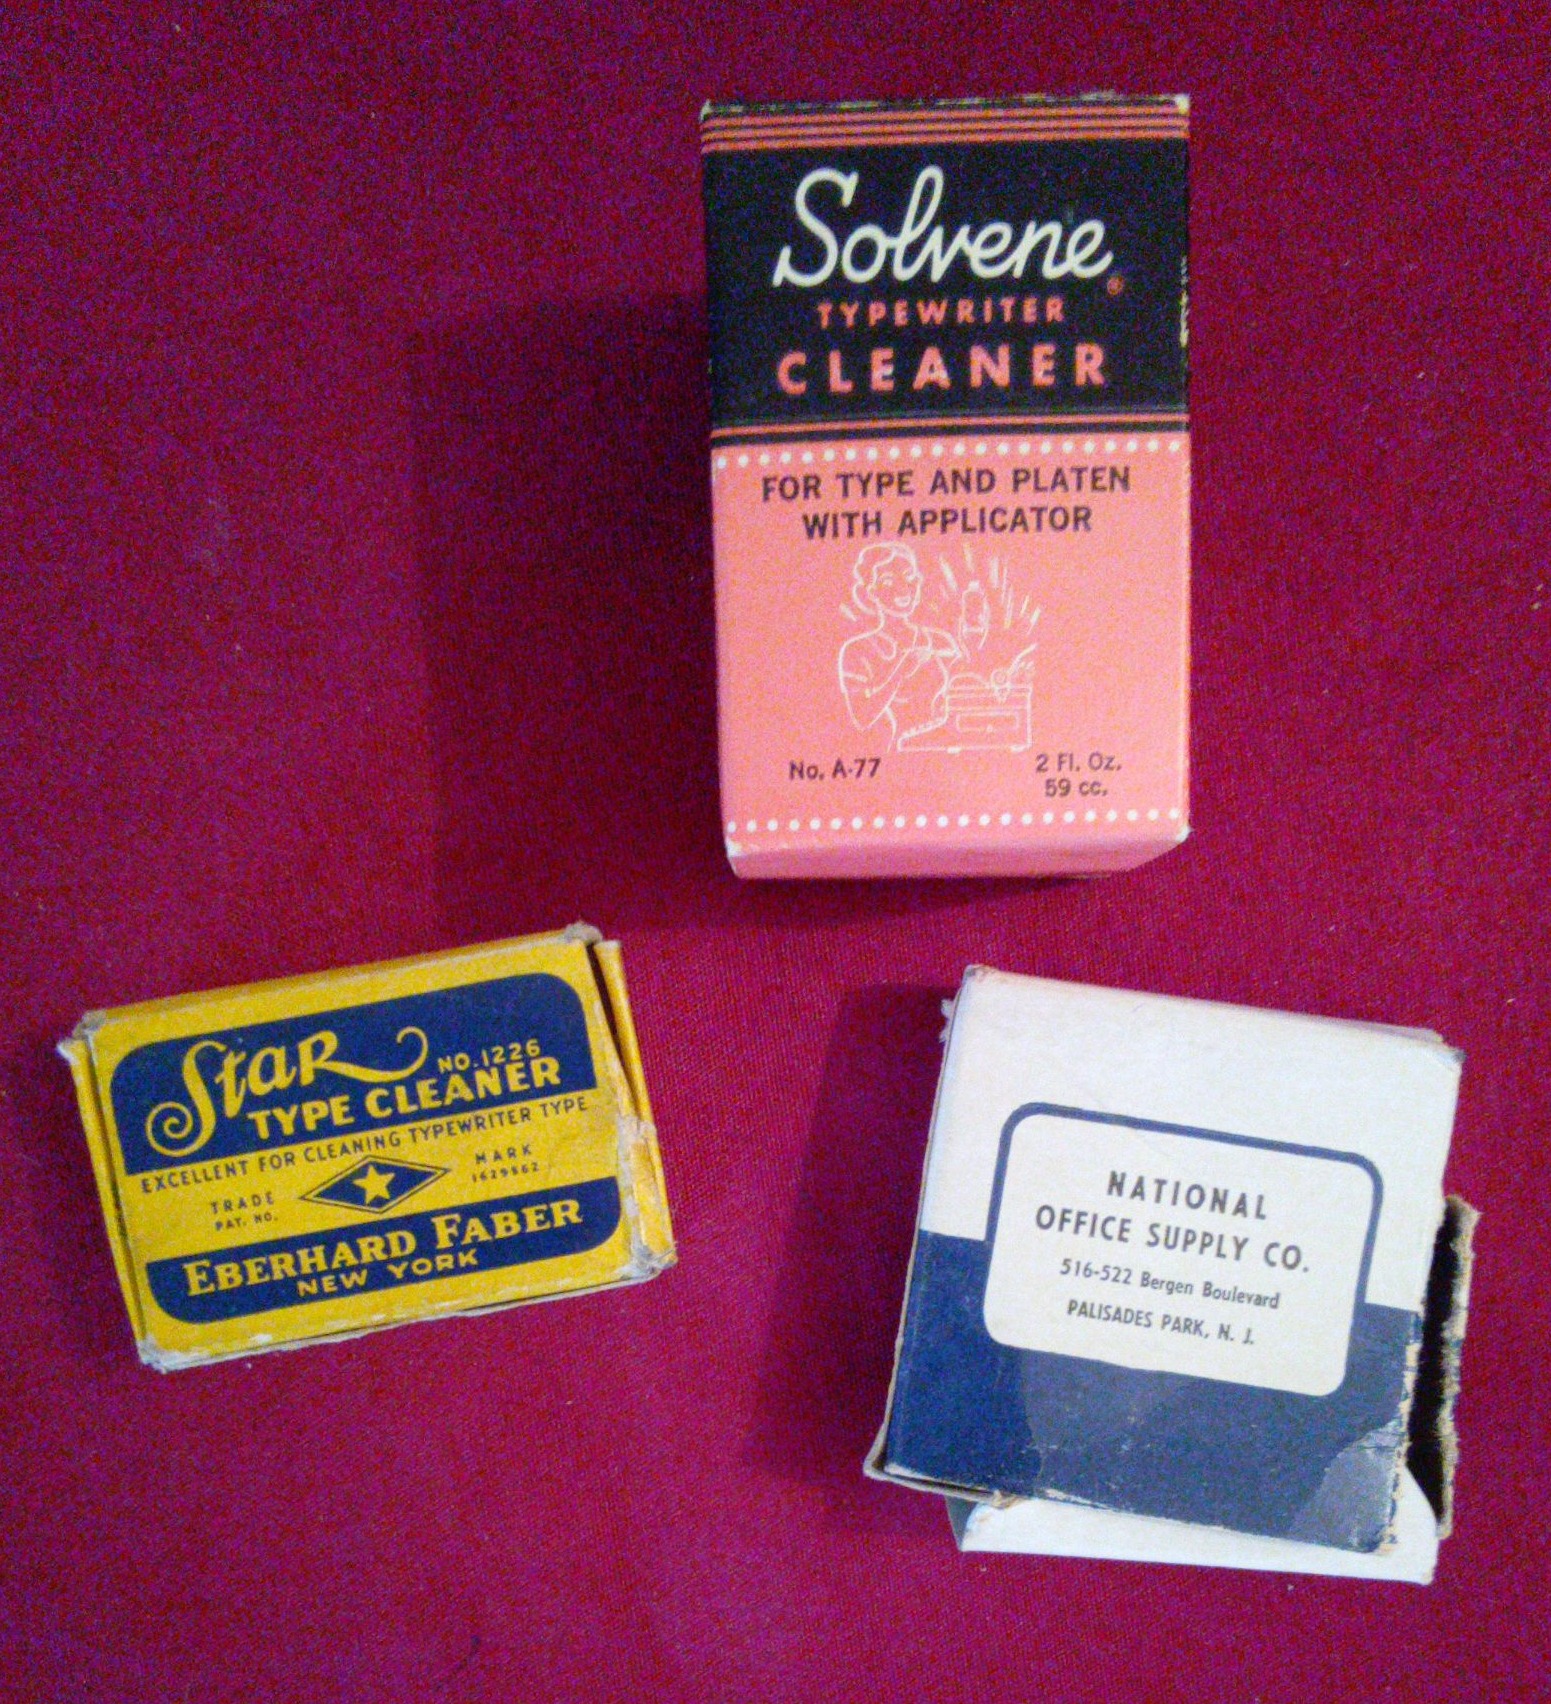 Solvene®
TYPEWRITER
CLEANER
FOR TYPE AND PLATEN
WITH APPLICATOR
No. A-77
2 Fl. Oz.
59 cc.
Star NO. 1226
TYPE CLEANER
EXCELLENT FOR CLEANING TYPEWRITER TYPE
TRADE MARK
PAT. NO. 1629862
EBERHARD FABER
NEW YORK
NATIONAL
OFFICE SUPPLY CO.
516-522 Bergen Boulevard
PALISADES PARK, N. J.